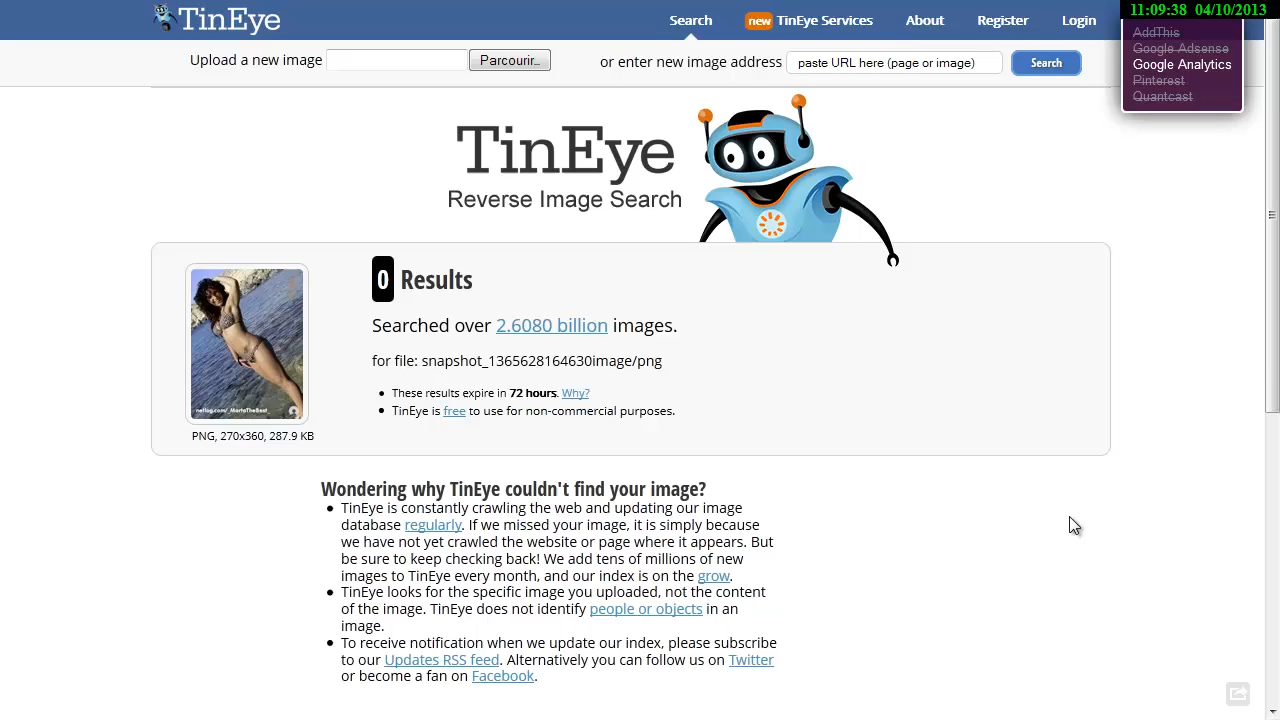 TinEye
Search
new TinEye Services
About
Register
Login
11:09:38 04/10/2013
AddThis
Google Adsense
Google Analytics
Pinterest
Quantcast
Upload a new image
Parcourir...
or enter new image address
paste URL here (page or image)
Search
TinEye
Reverse Image Search
0 Results
Searched over 2.6080 billion images.
for file: snapshot_1365628164630image/png
These results expire in 72 hours. Why?
TinEye is free to use for non-commercial purposes.
netlog.com/_MartaTheBest_
PNG, 270x360, 287.9 KB
Wondering why TinEye couldn't find your image?
TinEye is constantly crawling the web and updating our image
database regularly. If we missed your image, it is simply because
we have not yet crawled the website or page where it appears. But
be sure to keep checking back! We add tens of millions of new
images to TinEye every month, and our index is on the grow.
TinEye looks for the specific image you uploaded, not the content
of the image. TinEye does not identify people or objects in an
image.
To receive notification when we update our index, please subscribe
to our Updates RSS feed. Alternatively you can follow us on Twitter
or become a fan on Facebook.